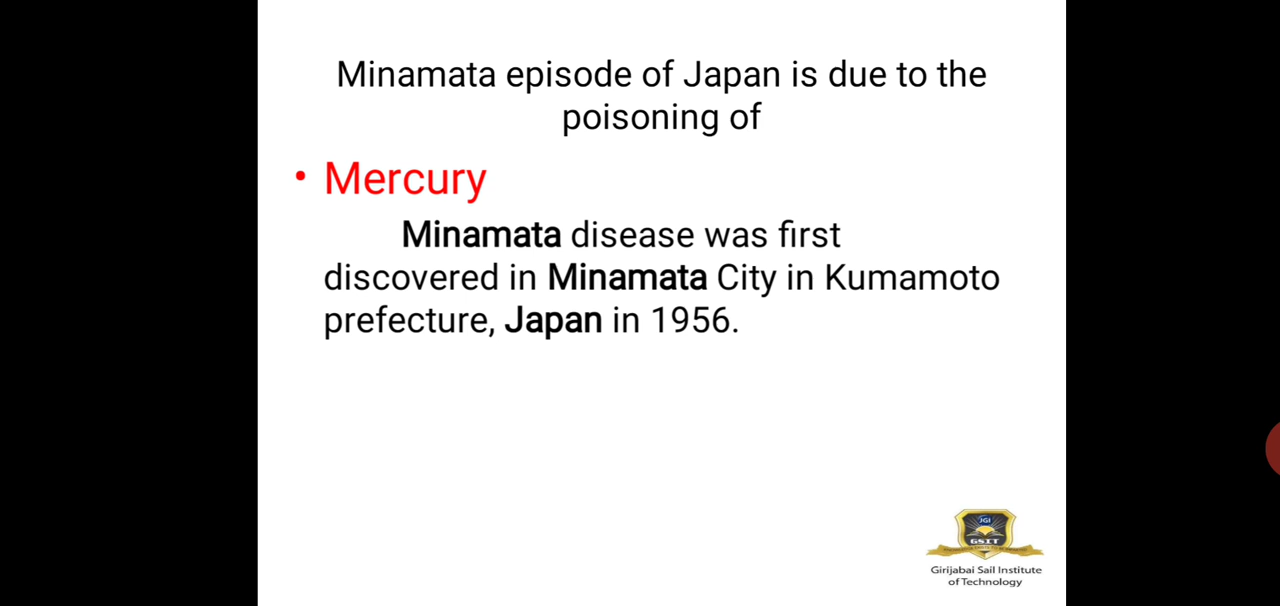 Minamata episode of Japan is due to the
poisoning of
• Mercury
Minamata disease was first
discovered in Minamata City in Kumamoto
prefecture, Japan in 1956.
JGI
GSIT
Girijabai Sail Institute
of Technology